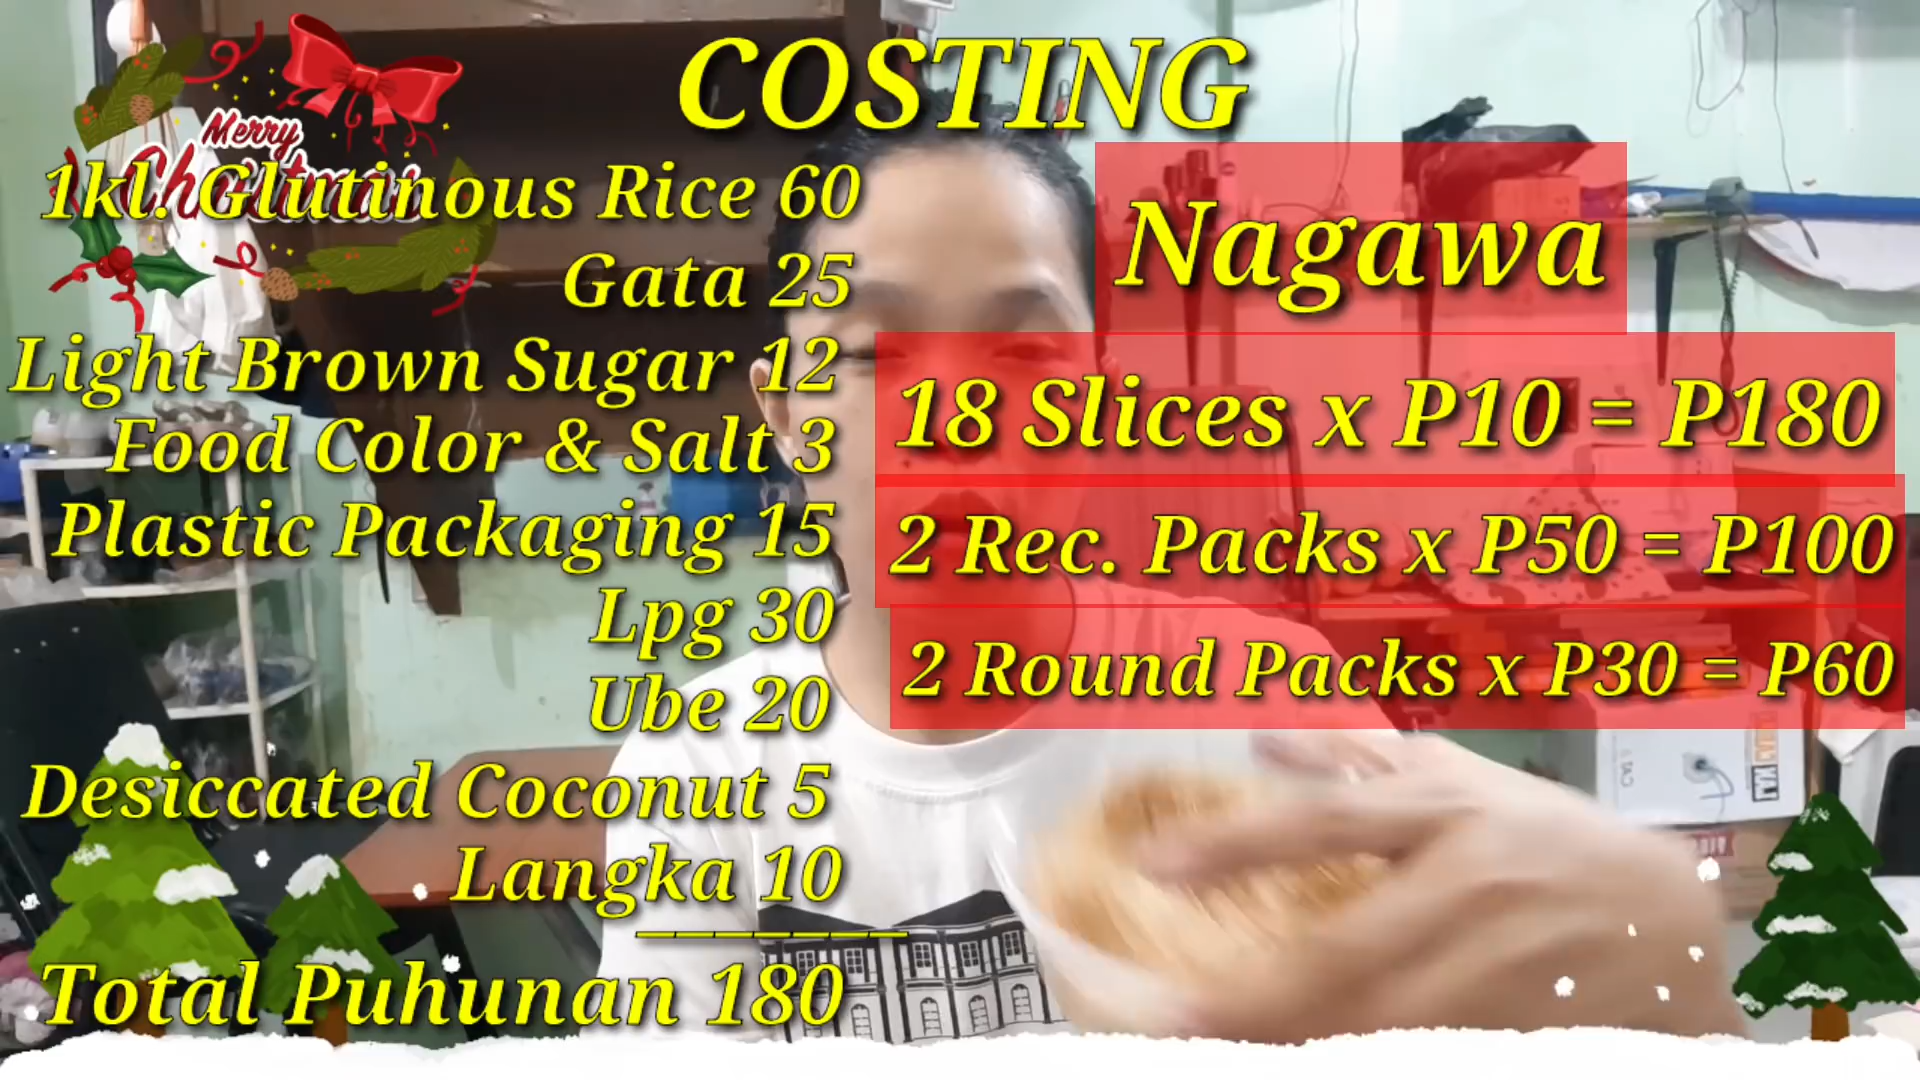 COSTING
Merry
Christmas
1kl. Glutinous Rice 60
Gata 25
Light Brown Sugar 12
Food Color & Salt 3
Plastic Packaging 15
Lpg 30
Ube 20
Desiccated Coconut 5
Langka 10
Total Puhunan 180
Nagawa
18 Slices x P10 = P180
2 Rec. Packs x P50 = P100
2 Round Packs x P30 = P60